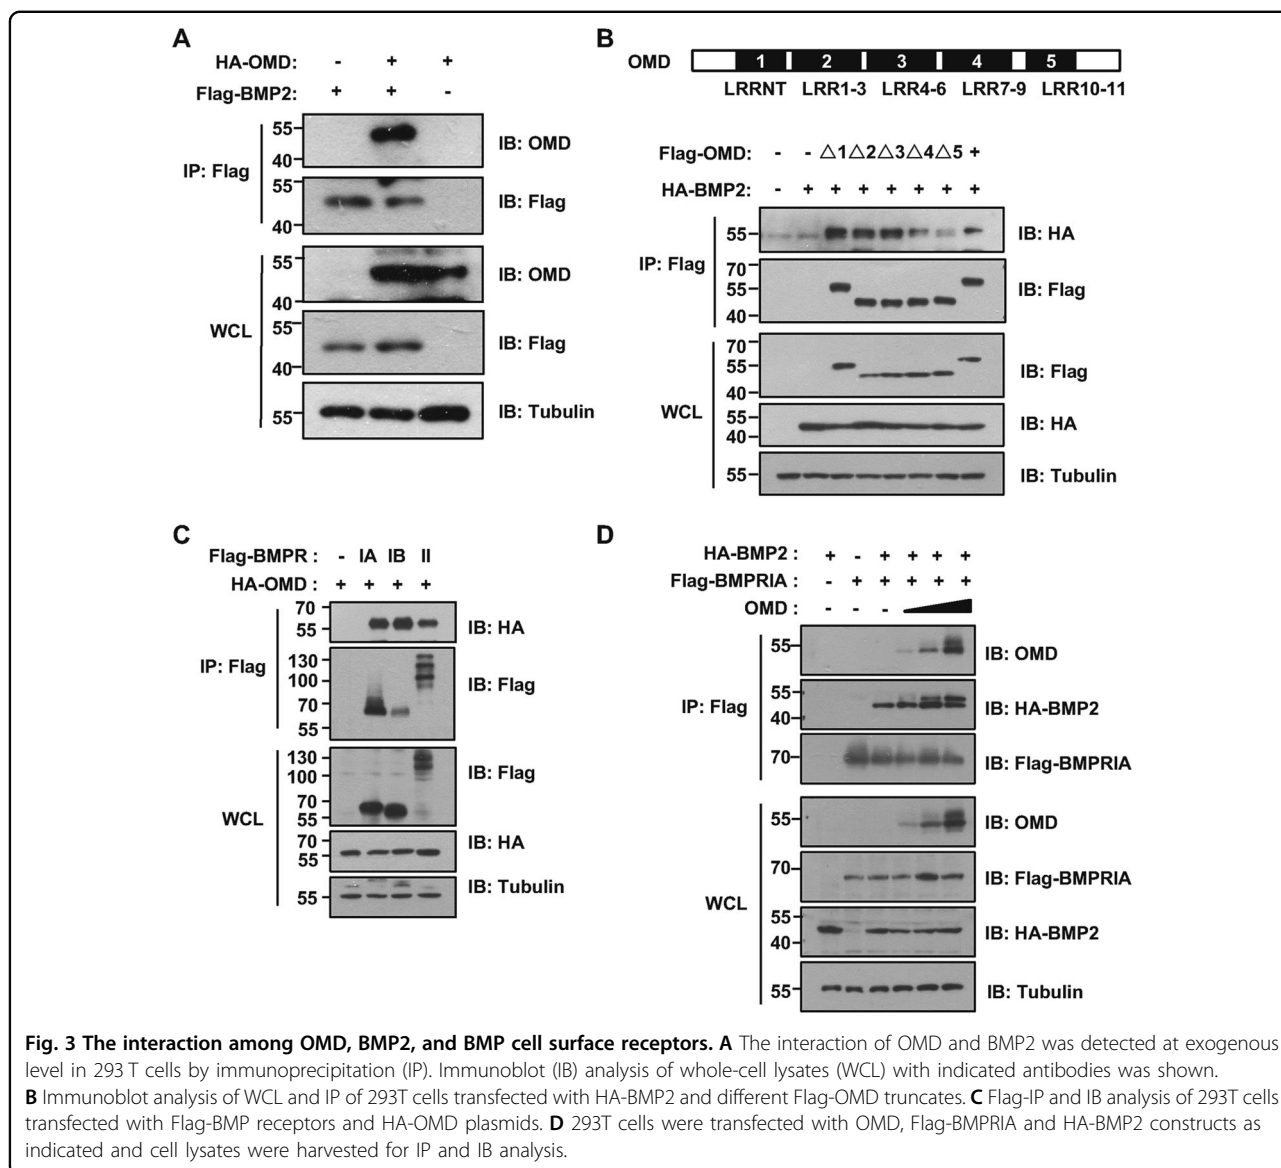 A
HA-OMD: - + +
Flag-BMP2: + + -
IP: Flag
55
40
IB: OMD
55
40
IB: Flag
WCL
55
40
IB: OMD
55
40
IB: Flag
55
IB: Tubulin
B
OMD 1 2 3 4 5
LRRNT LRR1-3 LRR4-6 LRR7-9 LRR10-11
Flag-OMD: - - △1 △2 △3 △4 △5 +
HA-BMP2: - + + + + + + +
IP: Flag
55
IB: HA
70
55
40
IB: Flag
WCL
70
55
40
IB: Flag
55
40
IB: HA
55
IB: Tubulin
C
Flag-BMPR : - IA IB II
HA-OMD : + + + +
IP: Flag
70
55
IB: HA
130
100
70
55
IB: Flag
WCL
130
100
70
55
IB: Flag
70
55
IB: HA
55
IB: Tubulin
D
HA-BMP2 : + - + + + +
Flag-BMPRIA : - + + + + +
OMD : - - -
IP: Flag
55
IB: OMD
55
40
IB: HA-BMP2
70
IB: Flag-BMPRIA
WCL
55
IB: OMD
70
IB: Flag-BMPRIA
55
40
IB: HA-BMP2
55
IB: Tubulin
Fig. 3 The interaction among OMD, BMP2, and BMP cell surface receptors. A The interaction of OMD and BMP2 was detected at exogenous
level in 293 T cells by immunoprecipitation (IP). Immunoblot (IB) analysis of whole-cell lysates (WCL) with indicated antibodies was shown.
B Immunoblot analysis of WCL and IP of 293T cells transfected with HA-BMP2 and different Flag-OMD truncates. C Flag-IP and IB analysis of 293T cells
transfected with Flag-BMP receptors and HA-OMD plasmids. D 293T cells were transfected with OMD, Flag-BMPRIA and HA-BMP2 constructs as
indicated and cell lysates were harvested for IP and IB analysis.